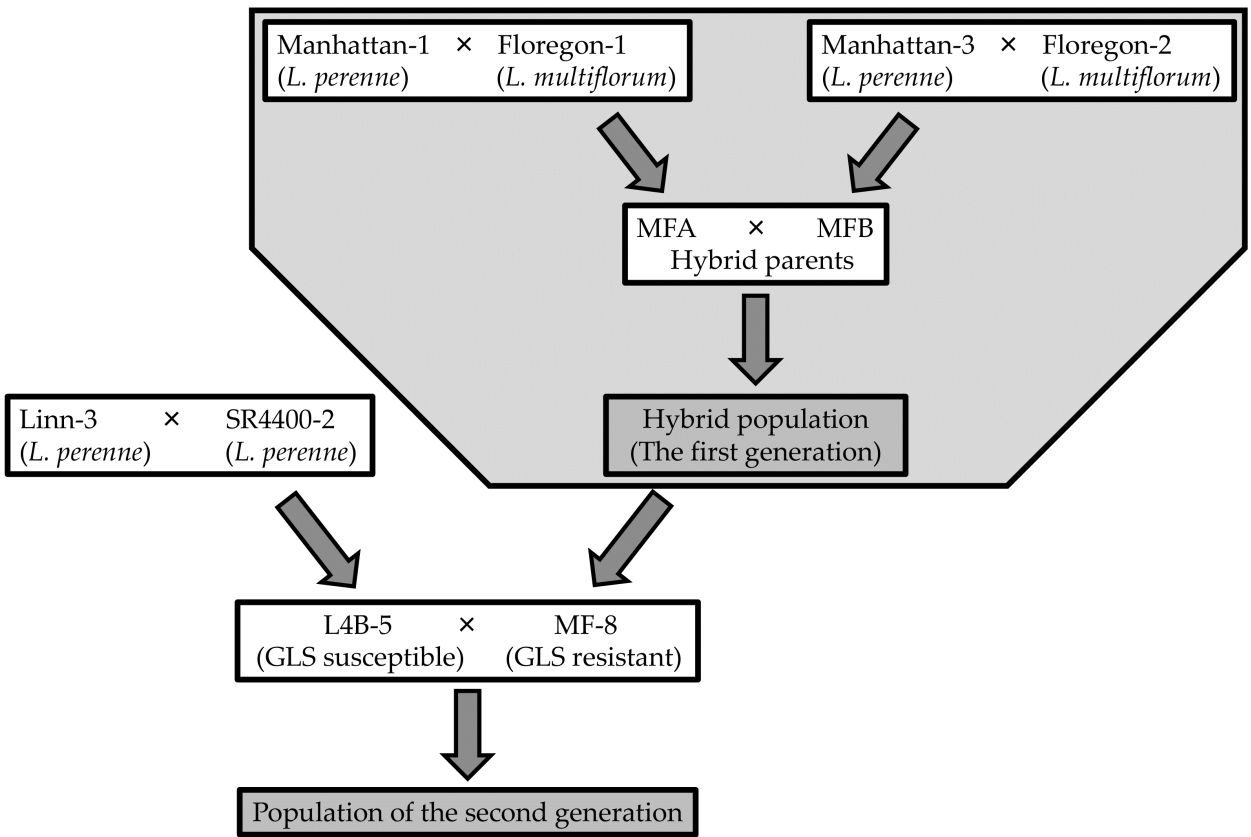 Manhattan-1 × Floregon-1
(L. perenne) (L. multiflorum)
Manhattan-3 × Floregon-2
(L. perenne) (L. multiflorum)
MFA × MFB
Hybrid parents
Hybrid population
(The first generation)
Linn-3 × SR4400-2
(L. perenne) (L. perenne)
L4B-5 × MF-8
(GLS susceptible) (GLS resistant)
Population of the second generation